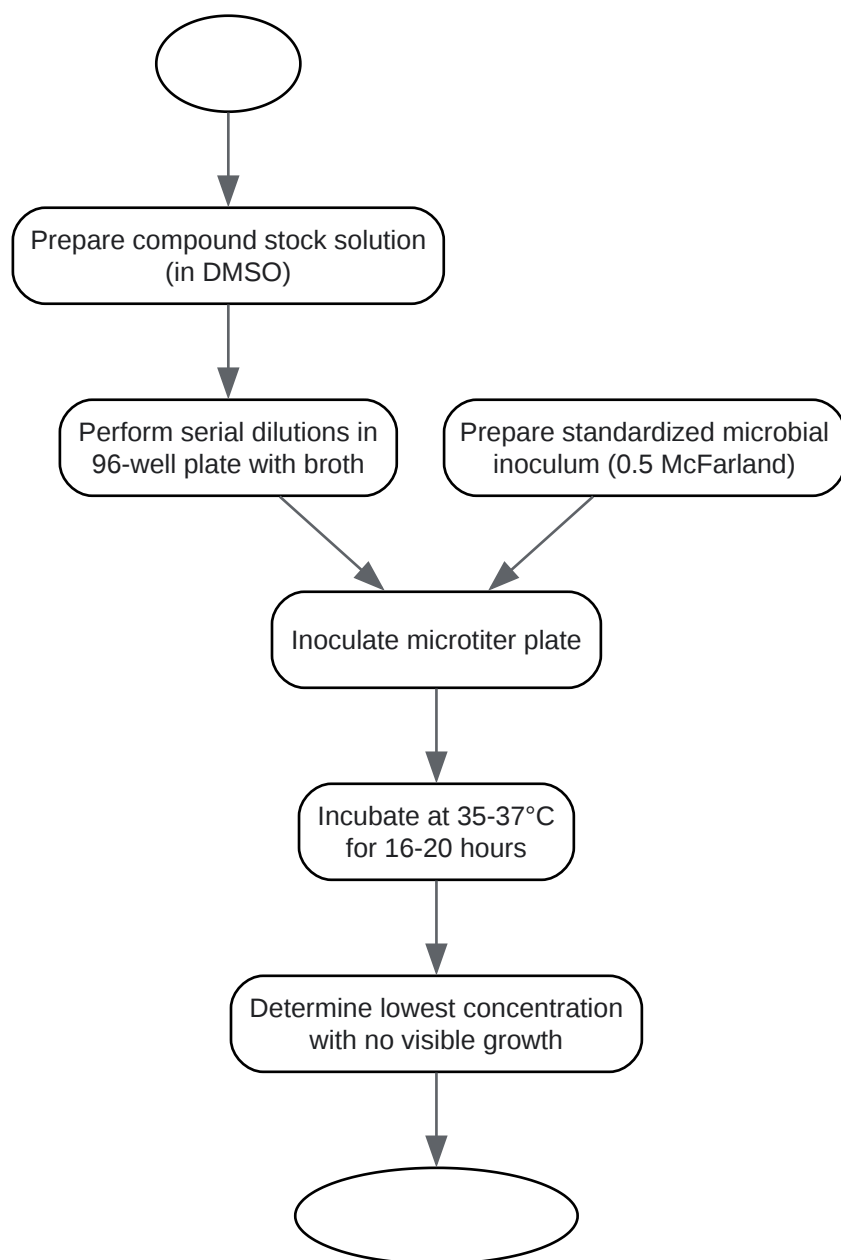 Prepare compound stock solution
(in DMSO)
Perform serial dilutions in
96-well plate with broth
Prepare standardized microbial
inoculum (0.5 McFarland)
Inoculate microtiter plate
Incubate at 35-37°C
for 16-20 hours
Determine lowest concentration
with no visible growth